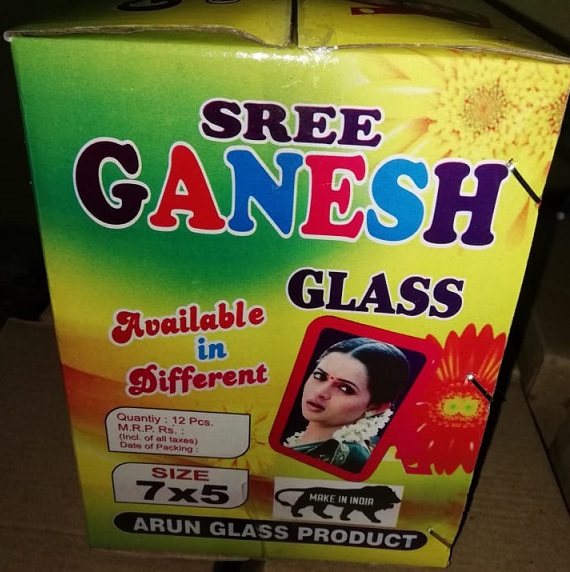 SREE
GANESH
GLASS
Available
in
Different
Quantiy : 12 Pcs.
M.R.P. Rs. :
(Incl. of all taxes)
Date of Packing :
SIZE
7x5
MAKE IN INDIA
ARUN GLASS PRODUCT